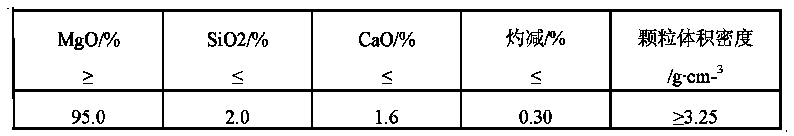 MgO/% SiO2/% CaO/% 灼减/% 颗粒体积密度
≥ ≤ ≤ ≤ /g·cm-³
95.0 2.0 1.6 0.30 ≥3.25